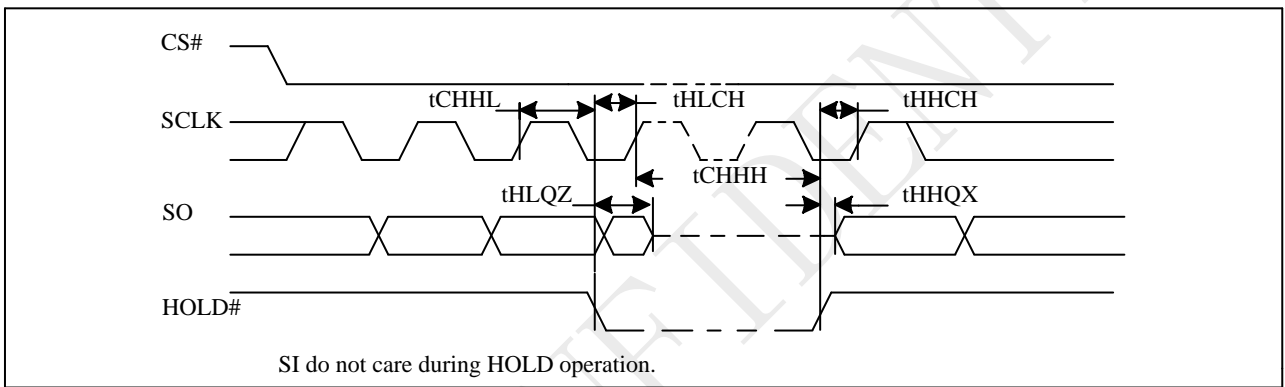 CS#
tCHHL
tHLCH
tHHCH
SCLK
tCHHH
tHLQZ
tHHQX
SO
HOLD#
SI do not care during HOLD operation.